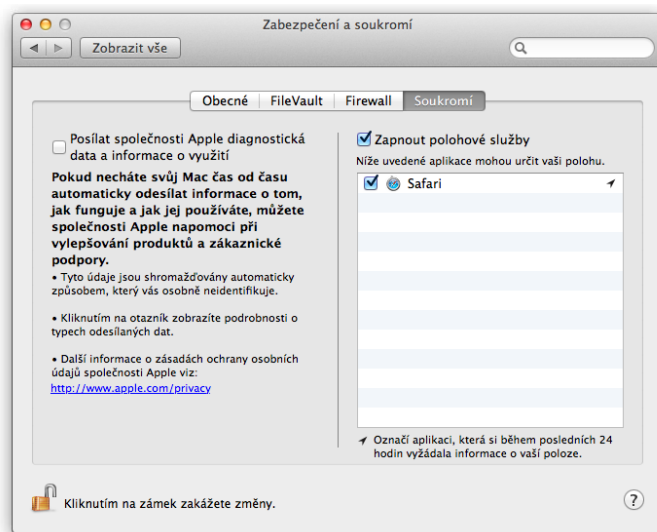 Zabezpečení a soukromí
Zobrazit vše
Obecné FileVault Firewall Soukromí
Posílat společnosti Apple diagnostická
data a informace o využití
Pokud necháte svůj Mac čas od času
automaticky odesílat informace o tom,
jak funguje a jak jej používáte, můžete
společnosti Apple napomoci při
vylepšování produktů a zákaznické
podpory.
• Tyto údaje jsou shromažďovány automaticky
způsobem, který vás osobně neidentifikuje.
• Kliknutím na otazník zobrazíte podrobnosti o
typech odesílaných dat.
• Další informace o zásadách ochrany osobních
údajů společnosti Apple viz:
http://www.apple.com/privacy
Zapnout polohové služby
Níže uvedené aplikace mohou určit vaši polohu.
Safari
Označí aplikaci, která si během posledních 24
hodin vyžádala informace o vaší poloze.
Kliknutím na zámek zakážete změny.
?